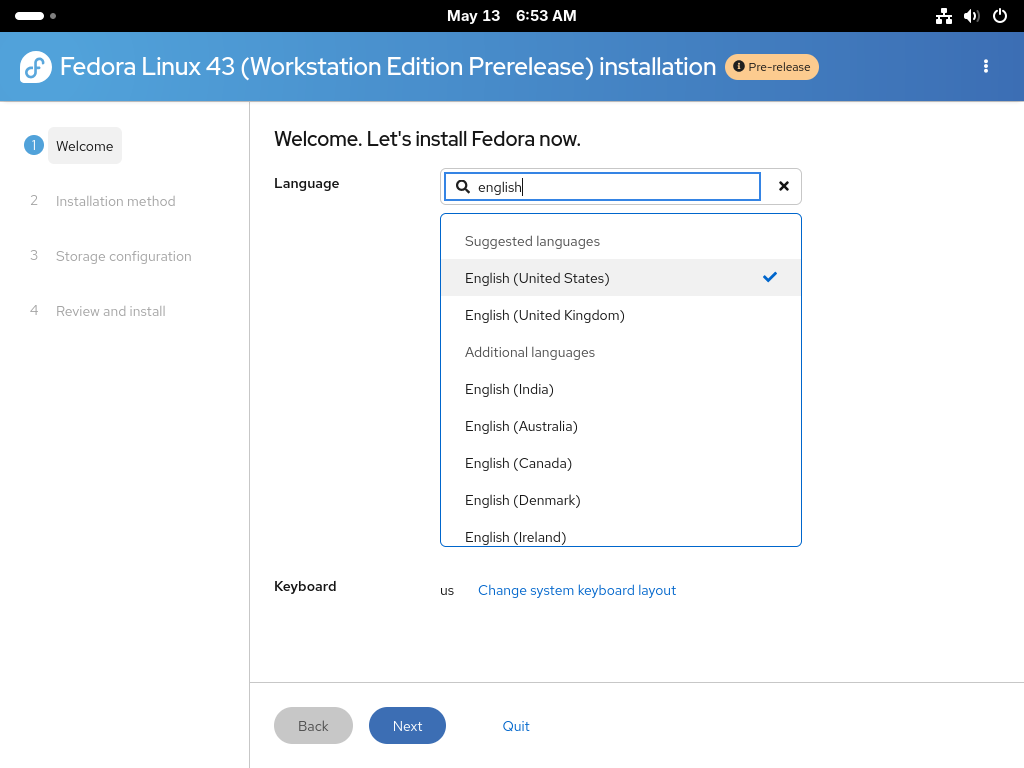 May 13 6:53 AM
Fedora Linux 43 (Workstation Edition Prerelease) installation Pre-release
1 Welcome
2 Installation method
3 Storage configuration
4 Review and install
Welcome. Let's install Fedora now.
Language
english
Suggested languages
English (United States)
English (United Kingdom)
Additional languages
English (India)
English (Australia)
English (Canada)
English (Denmark)
English (Ireland)
Keyboard us Change system keyboard layout
Back Next Quit